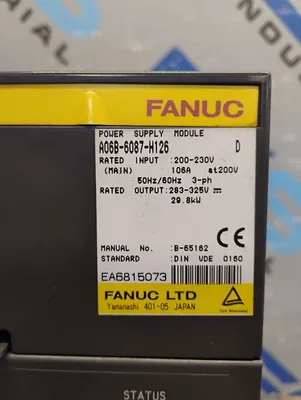 FANUC
POWER SUPPLY MODULE
A06B-6087-H126 D
RATED INPUT :200-230V
(MAIN) 106A at200V
50Hz/60Hz 3-ph
RATED OUTPUT:283-325V
29.8kW
MANUAL NO. :B-65162
STANDARD :DIN VDE 0160
CE
EA6815073
FANUC LTD
Yamanashi 401-05 JAPAN
STATUS